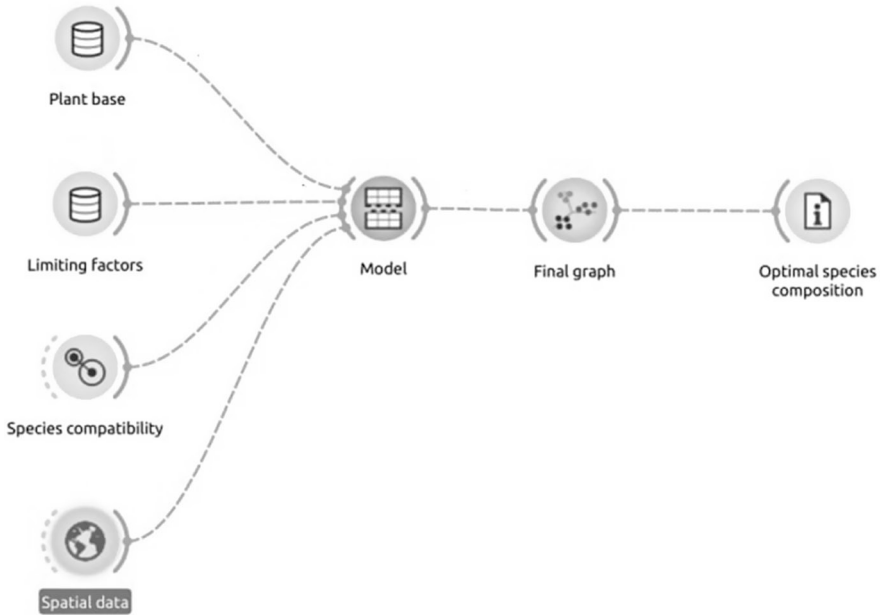 Plant base
Limiting factors
Model
Final graph
Optimal species
composition
Species compatibility
Spatial data